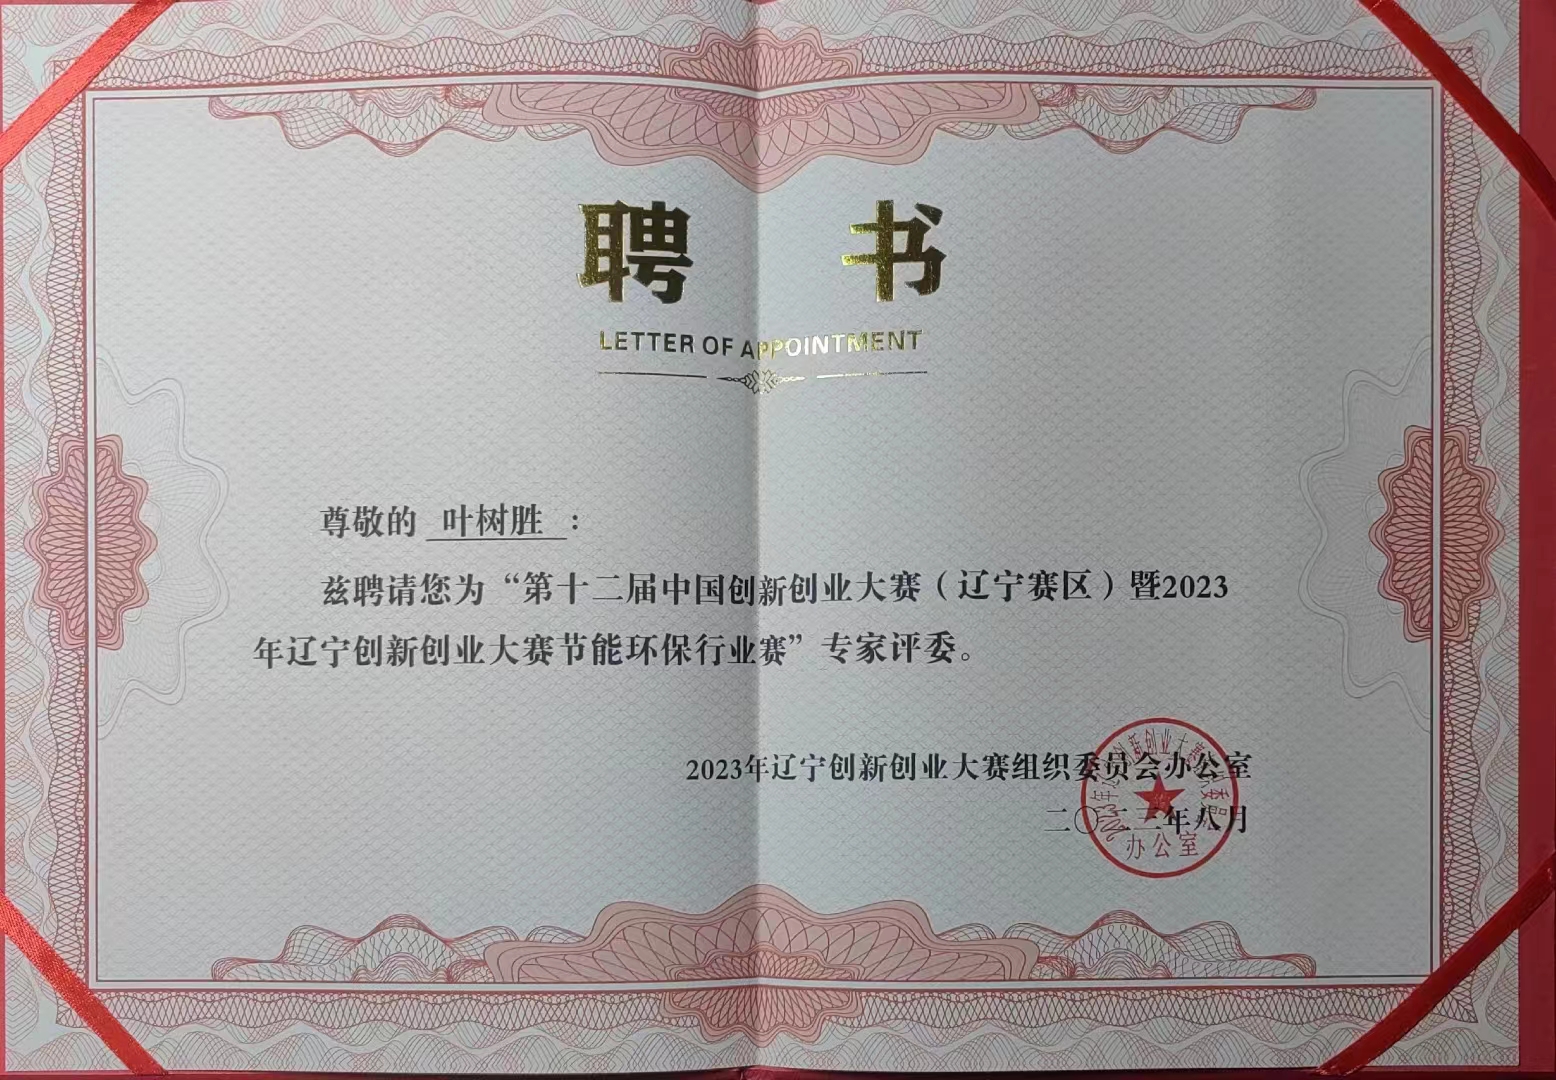 聘 书
LETTER OF APPOINTMENT
尊敬的 叶树胜 ：
兹聘请您为“第十二届中国创新创业大赛（辽宁赛区）暨2023
年辽宁创新创业大赛节能环保行业赛”专家评委。
2023年辽宁创新创业大赛组织委员会办公室
二〇二三年八月
办公室